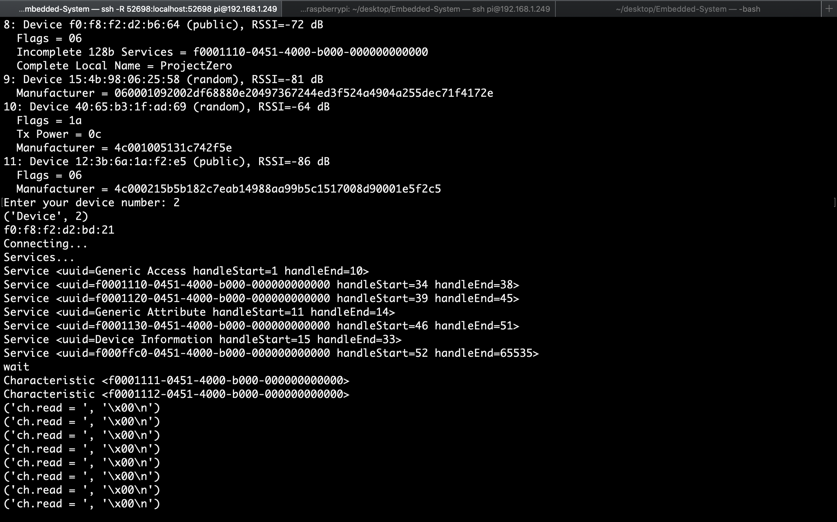 ...mbedded-System — ssh -R 52698:localhost:52698 pi@192.168.1.249
...raspberrypi: ~/desktop/Embedded-System — ssh pi@192.168.1.249
~/desktop/Embedded-System — -bash
+
8: Device f0:f8:f2:d2:b6:64 (public), RSSI=-72 dB
  Flags = 06
  Incomplete 128b Services = f0001110-0451-4000-b000-000000000000
  Complete Local Name = ProjectZero
9: Device 15:4b:98:06:25:58 (random), RSSI=-81 dB
  Manufacturer = 060001092002df68880e20497367244ed3f524a4904a255dec71f4172e
10: Device 40:65:b3:1f:ad:69 (random), RSSI=-64 dB
  Flags = 1a
  Tx Power = 0c
  Manufacturer = 4c001005131c742f5e
11: Device 12:3b:6a:1a:f2:e5 (public), RSSI=-86 dB
  Flags = 06
  Manufacturer = 4c000215b5b182c7eab14988aa99b5c1517008d90001e5f2c5
Enter your device number: 2
('Device', 2)
f0:f8:f2:d2:bd:21
Connecting...
Services...
Service <uuid=Generic Access handleStart=1 handleEnd=10>
Service <uuid=f0001110-0451-4000-b000-000000000000 handleStart=34 handleEnd=38>
Service <uuid=f0001120-0451-4000-b000-000000000000 handleStart=39 handleEnd=45>
Service <uuid=Generic Attribute handleStart=11 handleEnd=14>
Service <uuid=f0001130-0451-4000-b000-000000000000 handleStart=46 handleEnd=51>
Service <uuid=Device Information handleStart=15 handleEnd=33>
Service <uuid=f000ffc0-0451-4000-b000-000000000000 handleStart=52 handleEnd=65535>
wait
Characteristic <f0001111-0451-4000-b000-000000000000>
Characteristic <f0001112-0451-4000-b000-000000000000>
('ch.read = ', '\x00\n')
('ch.read = ', '\x00\n')
('ch.read = ', '\x00\n')
('ch.read = ', '\x00\n')
('ch.read = ', '\x00\n')
('ch.read = ', '\x00\n')
('ch.read = ', '\x00\n')
('ch.read = ', '\x00\n')